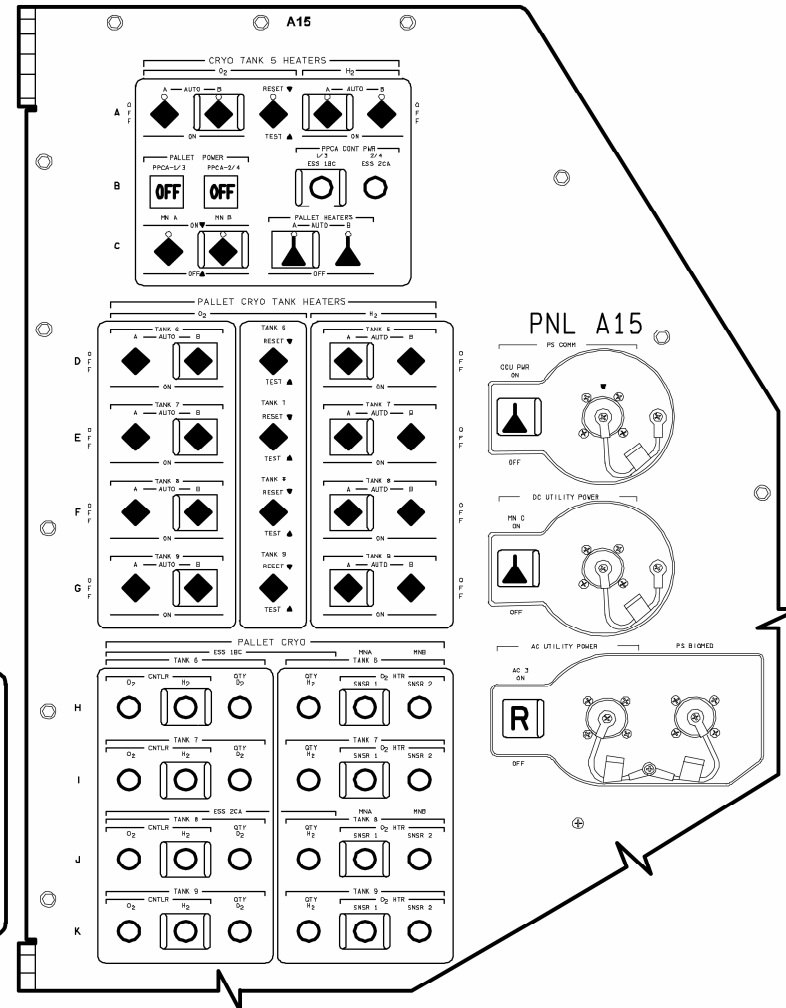 A15
CRYO TANK 5 HEATERS
O2 H2
A — AUTO — B RESET ▼ A — AUTO — B
A OFF OFF
ON TEST ▲ ON
PALLET POWER PPCA CONT PWR
PPCA-1/3 PPCA-2/4 1/3 ESS 1BC 2/4 ESS 2CA
B OFF OFF
MN A MN B PALLET HEATERS
ON▼ A — AUTO — B
C
OFF▲ OFF
PALLET CRYO TANK HEATERS
O2 H2
TANK 6 TANK 6
A — AUTO — B RESET ▼ A — AUTO — B
D OFF OFF
ON TEST ▲ ON
TANK 7 TANK 7 TANK 7
A — AUTO — B RESET ▼ A — AUTO — B
E OFF OFF
ON TEST ▲ ON
TANK 8 TANK 8
A — AUTO — B RESET ▼ A — AUTO — B
F OFF OFF
ON TEST ▲ ON
TANK 9 TANK 9 TANK 9
A — AUTO — B RESET ▼ A — AUTO — B
G OFF OFF
ON TEST ▲ ON
PNL A15
PS COMM
CCU PWR
ON
OFF
DC UTILITY POWER
MN C
ON
OFF
AC UTILITY POWER PS BIOMED
AC 3
ON
R
OFF
PALLET CRYO
ESS 1BC MNA MNB
TANK 6 TANK 6
CNTLR QTY QTY O2 HTR
O2 H2 O2 H2 SNSR 1 SNSR 2
H
TANK 7 TANK 7
CNTLR QTY QTY O2 HTR
O2 H2 O2 H2 SNSR 1 SNSR 2
I
ESS 2CA MNA MNB
TANK 8 TANK 8
CNTLR QTY QTY O2 HTR
O2 H2 O2 H2 SNSR 1 SNSR 2
J
TANK 9 TANK 9
CNTLR QTY QTY O2 HTR
O2 H2 O2 H2 SNSR 1 SNSR 2
K